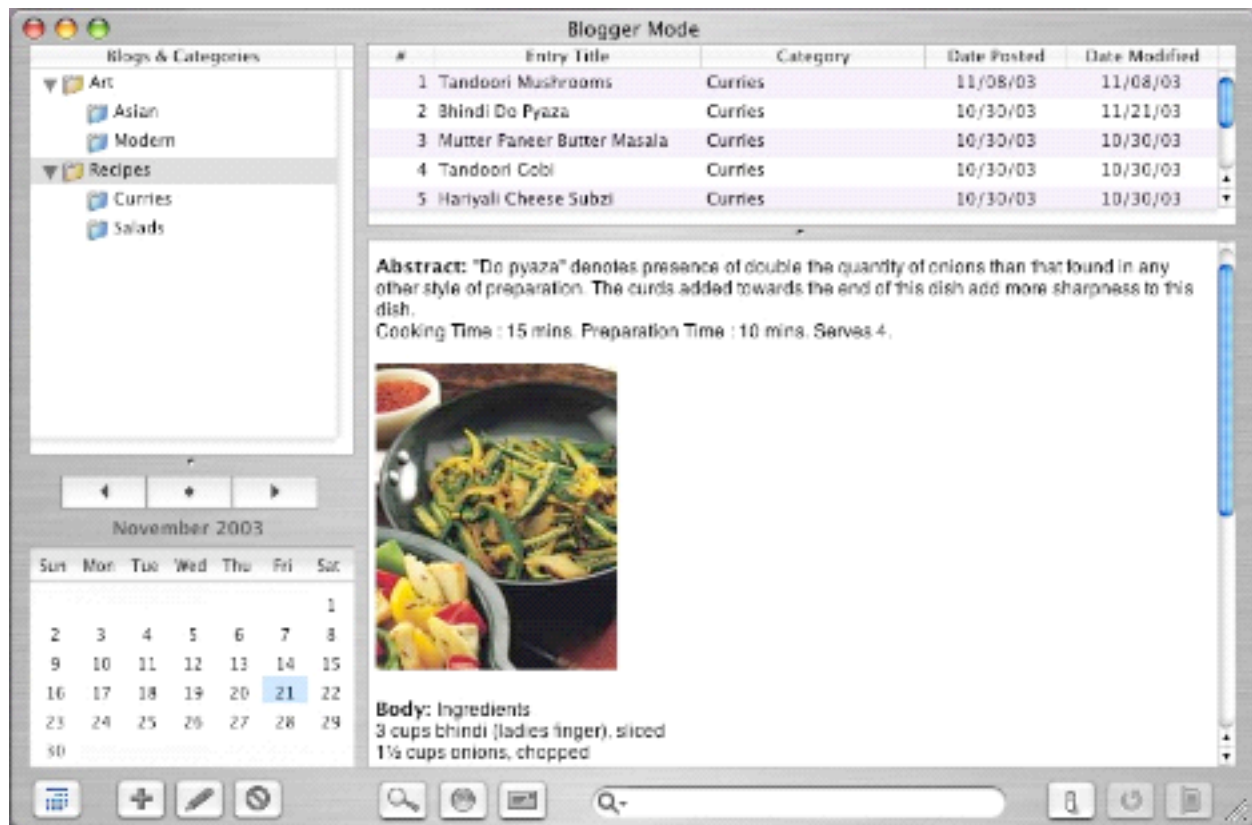 Blogger Mode
Blogs & Categories
Art
Asian
Modern
Recipes
Curries
Salads
November 2003
Sun Mon Tue Wed Thu Fri Sat
1
2 3 4 5 6 7 8
9 10 11 12 13 14 15
16 17 18 19 20 21 22
23 24 25 26 27 28 29
30
# Entry Title Category Date Posted Date Modified
1 Tandoori Mushrooms Curries 11/08/03 11/08/03
2 Bhindi Do Pyaza Curries 10/30/03 11/21/03
3 Mutter Paneer Butter Masala Curries 10/30/03 10/30/03
4 Tandoori Gobi Curries 10/30/03 10/30/03
5 Hariyali Cheese Subzi Curries 10/30/03 10/30/03
Abstract: "Do pyaza" denotes presence of double the quantity of onions than that found in any
other style of preparation. The curds added towards the end of this dish add more sharpness to this
dish.
Cooking Time : 15 mins. Preparation Time : 10 mins. Serves 4.
Body: Ingredients
3 cups bhindi (ladies finger), sliced
1½ cups onions, chopped